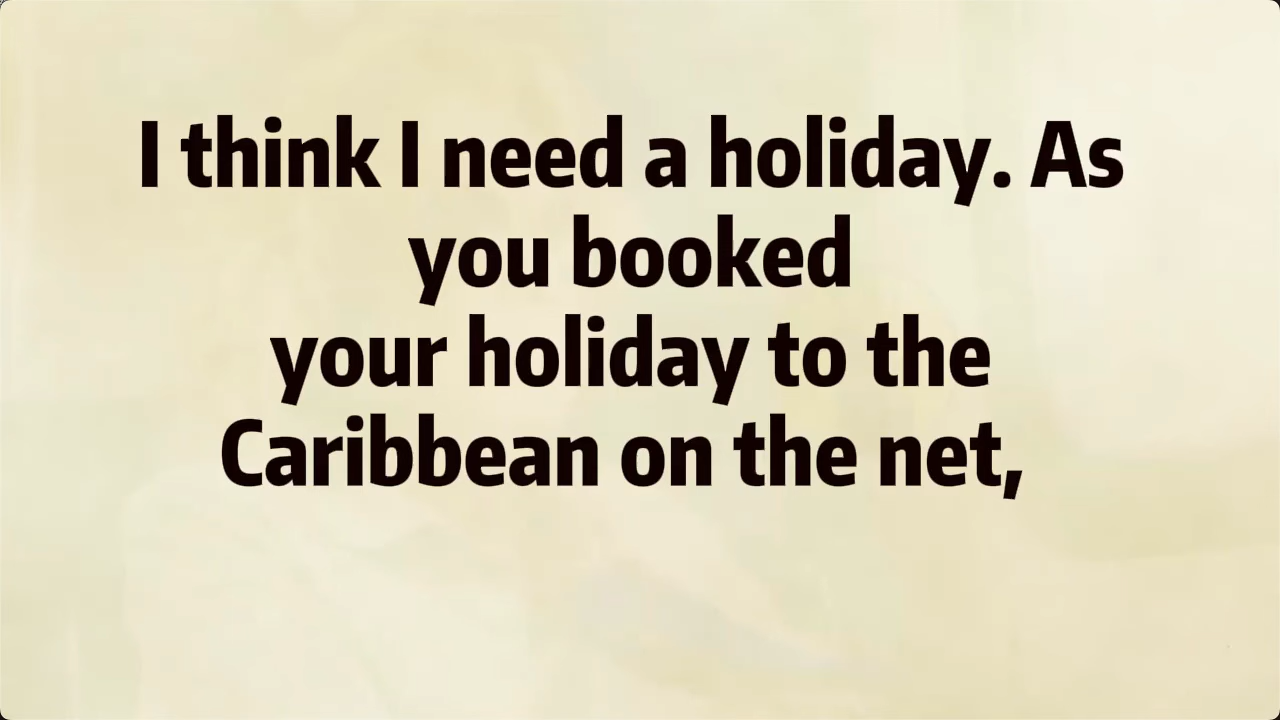 I think I need a holiday. As
you booked
your holiday to the
Caribbean on the net,